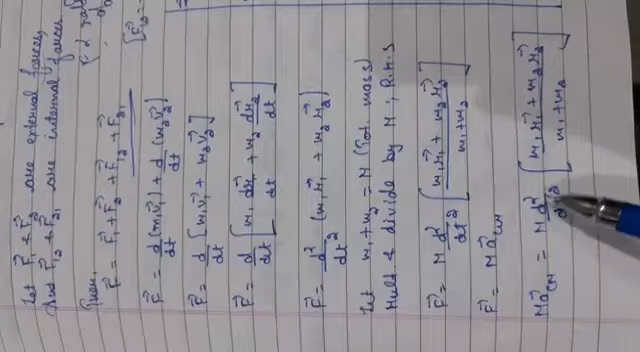 Let F⃗₁ & F⃗₂ are external forces,
And F⃗₁₂ & F⃗₂₁ are internal forces
Then,
F⃗ = F⃗₁ + F⃗₂ + F⃗₁₂ + F⃗₂₁
F⃗ = d/dt (m₁v⃗₁) + d/dt (m₂v⃗₂)
F⃗ = d/dt [m₁v⃗₁ + m₂v⃗₂]
F⃗ = d/dt [m₁ dr⃗₁/dt + m₂ dr⃗₂/dt]
F⃗ = d²/dt² (m₁r⃗₁ + m₂r⃗₂)
Let m₁+m₂ = M (Tot. mass)
Mult. & divide by M, R.H.S
F⃗ = M d²/dt² [m₁r⃗₁ + m₂r⃗₂ / m₁+m₂]
F⃗ = Ma⃗cm
Ma⃗cm = M d²/d [m₁r⃗₁ + m₂r⃗₂ / m₁+m₂]